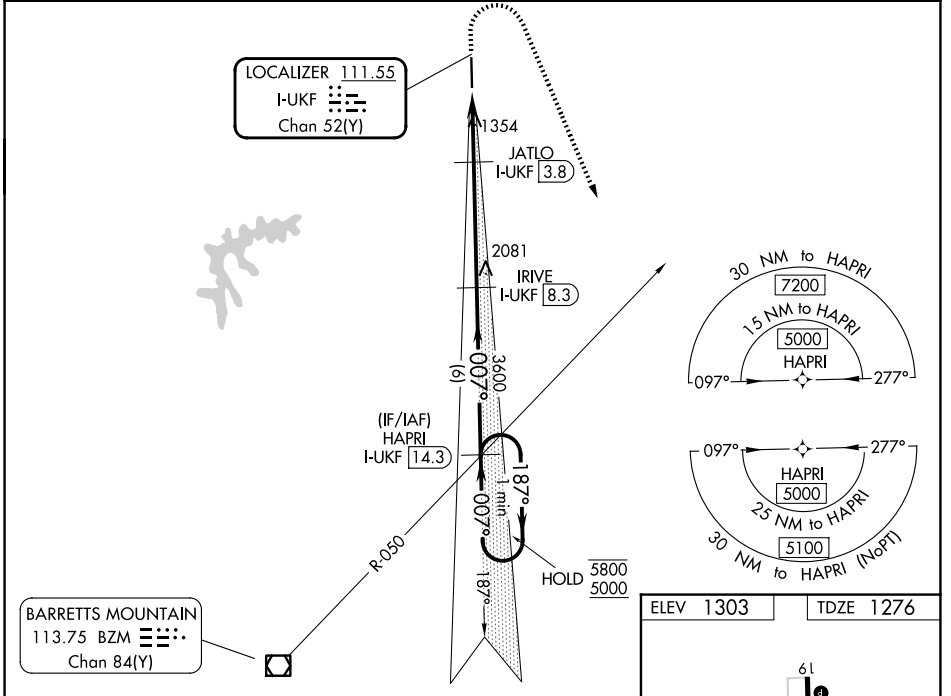 LOCALIZER 111.55
I-UKF
Chan 52(Y)
1354
JATLO
I-UKF 3.8
2081
IRIVE
I-UKF 8.3
007°
(6)
3600
(IF/IAF)
HAPRI
I-UKF 14.3
187°
1 min
007°
187°
R-050
HOLD 5800
5000
BARRETTS MOUNTAIN
113.75 BZM
Chan 84(Y)
30 NM to HAPRI
7200
15 NM to HAPRI
5000
HAPRI
097°
277°
097°
277°
HAPRI
5000
25 NM to HAPRI
5100
30 NM to HAPRI (NoPT)
ELEV 1303
TDZE 1276
19
P